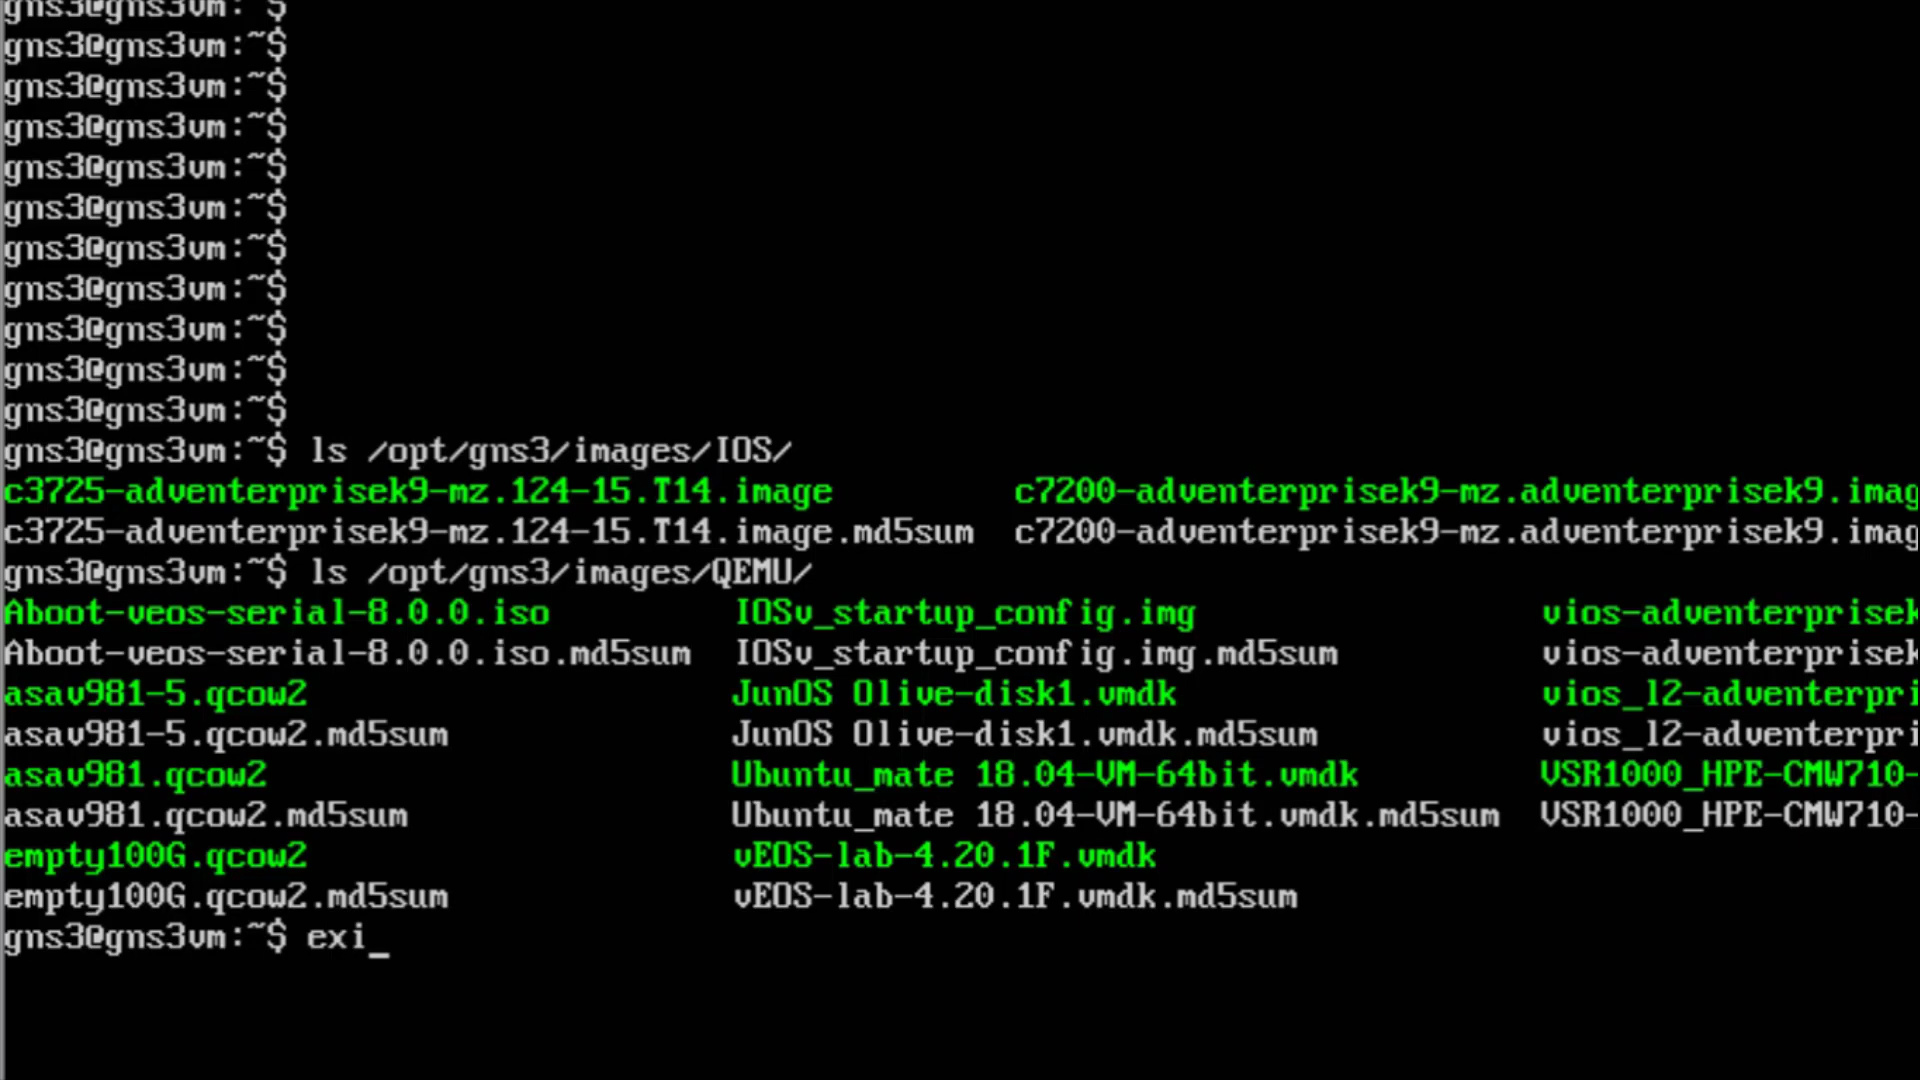 gns3@gns3vm:~$
gns3@gns3vm:~$
gns3@gns3vm:~$
gns3@gns3vm:~$
gns3@gns3vm:~$
gns3@gns3vm:~$
gns3@gns3vm:~$
gns3@gns3vm:~$
gns3@gns3vm:~$
gns3@gns3vm:~$
gns3@gns3vm:~$
gns3@gns3vm:~$ ls /opt/gns3/images/IOS/
c3725-adventerprisek9-mz.124-15.T14.image c7200-adventerprisek9-mz.adventerprisek9.imag
c3725-adventerprisek9-mz.124-15.T14.image.md5sum c7200-adventerprisek9-mz.adventerprisek9.imag
gns3@gns3vm:~$ ls /opt/gns3/images/QEMU/
Aboot-veos-serial-8.0.0.iso IOSv_startup_config.img vios-adventerprisek
Aboot-veos-serial-8.0.0.iso.md5sum IOSv_startup_config.img.md5sum vios-adventerprisek
asav981-5.qcow2 JunOS Olive-disk1.vmdk vios_l2-adventerpri
asav981-5.qcow2.md5sum JunOS Olive-disk1.vmdk.md5sum vios_l2-adventerpri
asav981.qcow2 Ubuntu_mate 18.04-VM-64bit.vmdk VSR1000_HPE-CMW710-
asav981.qcow2.md5sum Ubuntu_mate 18.04-VM-64bit.vmdk.md5sum VSR1000_HPE-CMW710-
empty100G.qcow2 vEOS-lab-4.20.1F.vmdk
empty100G.qcow2.md5sum vEOS-lab-4.20.1F.vmdk.md5sum
gns3@gns3vm:~$ exi_